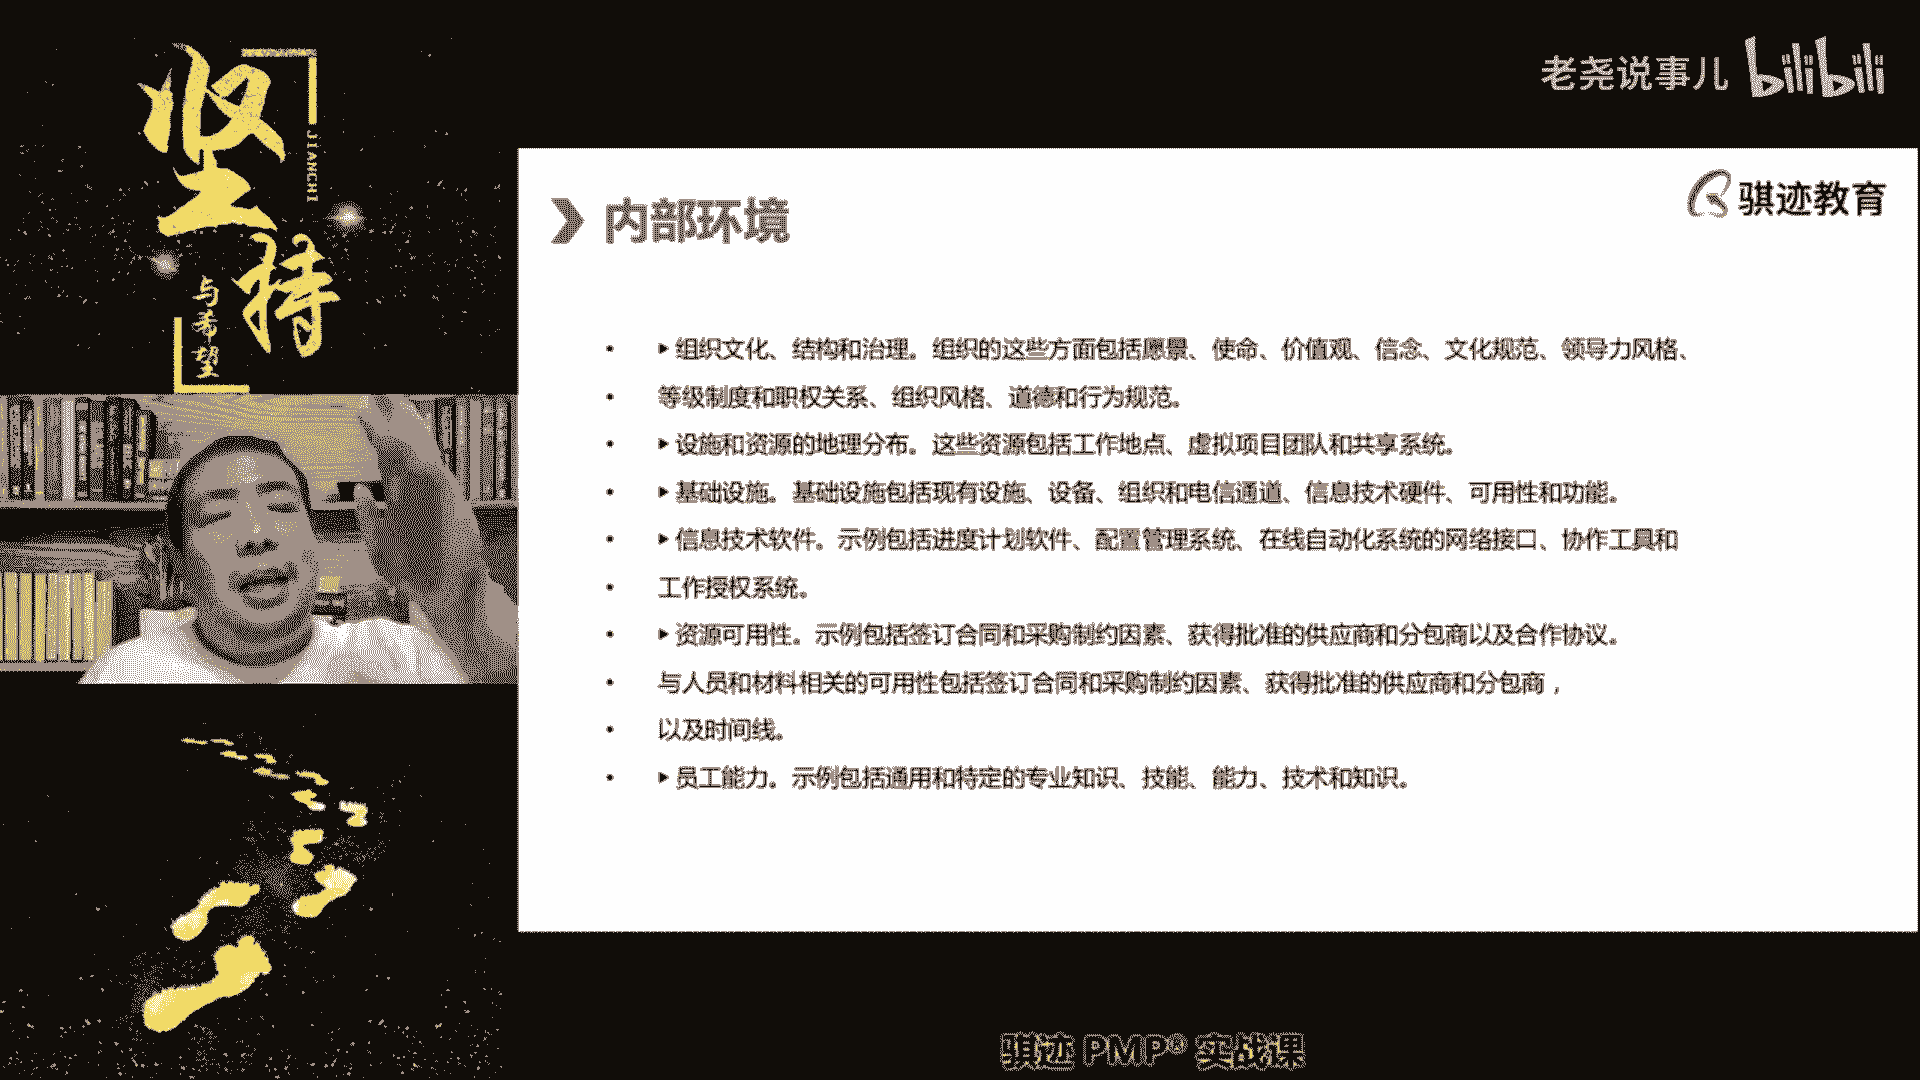 坚持
JIANCHI
与希望
老尧说事儿 bilibili
骐迹教育
内部环境
• ▶组织文化、结构和治理。组织的这些方面包括愿景、使命、价值观、信念、文化规范、领导力风格、
• 等级制度和职权关系、组织风格、道德和行为规范。
• ▶设施和资源的地理分布。这些资源包括工作地点、虚拟项目团队和共享系统。
• ▶基础设施。基础设施包括现有设施、设备、组织和电信通道、信息技术硬件、可用性和功能。
• ▶信息技术软件。示例包括进度计划软件、配置管理系统、在线自动化系统的网络接口、协作工具和
• 工作授权系统。
• ▶资源可用性。示例包括签订合同和采购制约因素、获得批准的供应商和分包商以及合作协议。
• 与人员和材料相关的可用性包括签订合同和采购制约因素、获得批准的供应商和分包商，
• 以及时间线。
• ▶员工能力。示例包括通用和特定的专业知识、技能、能力、技术和知识。
骐迹 PMP® 实战课